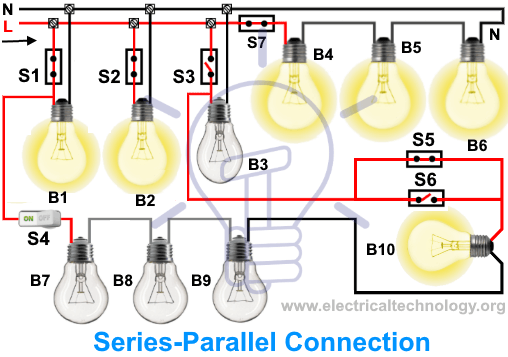 N
L
S7
B4
B5
N
S1
S2
S3
B3
B6
B1
B2
S5
S6
S4
ON OFF
B7
B8
B9
B10
www.electricaltechnology.org
Series-Parallel Connection